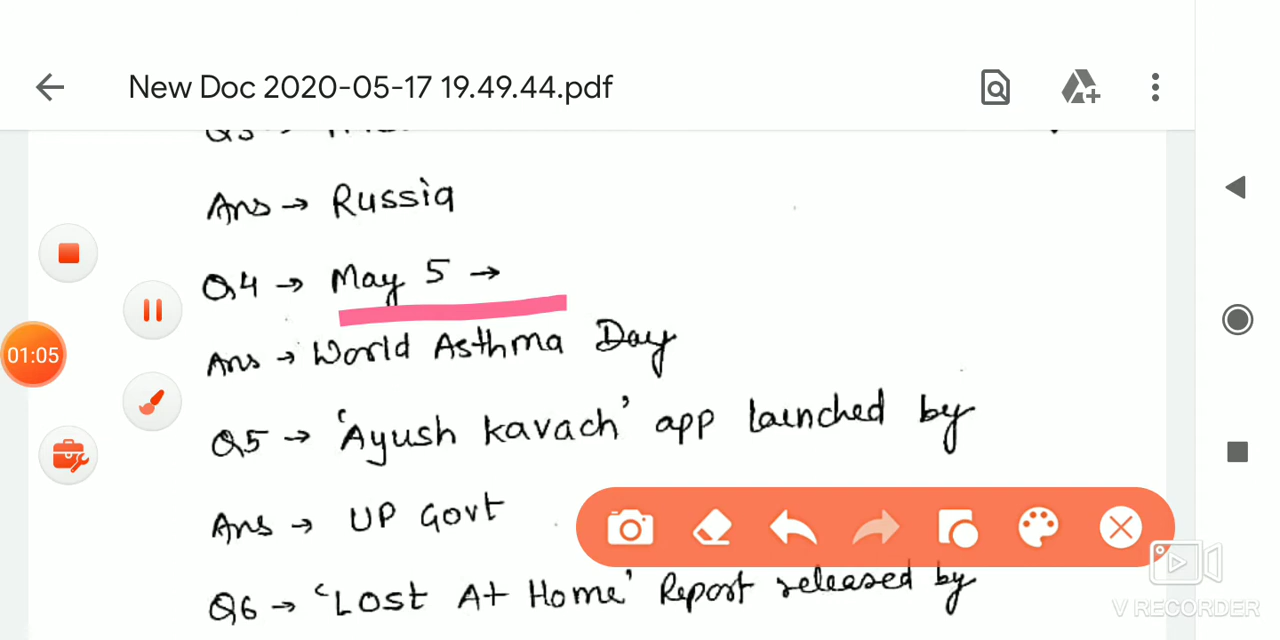 New Doc 2020-05-17 19.49.44.pdf
Q3 →
Ans → Russia
Q4 → May 5 →
01:05
Ans → World Asthma Day
Q5 → 'Ayush kavach' app launched by
Ans → UP Govt
Q6 → 'Lost At Home' Report released by
V RECORDER